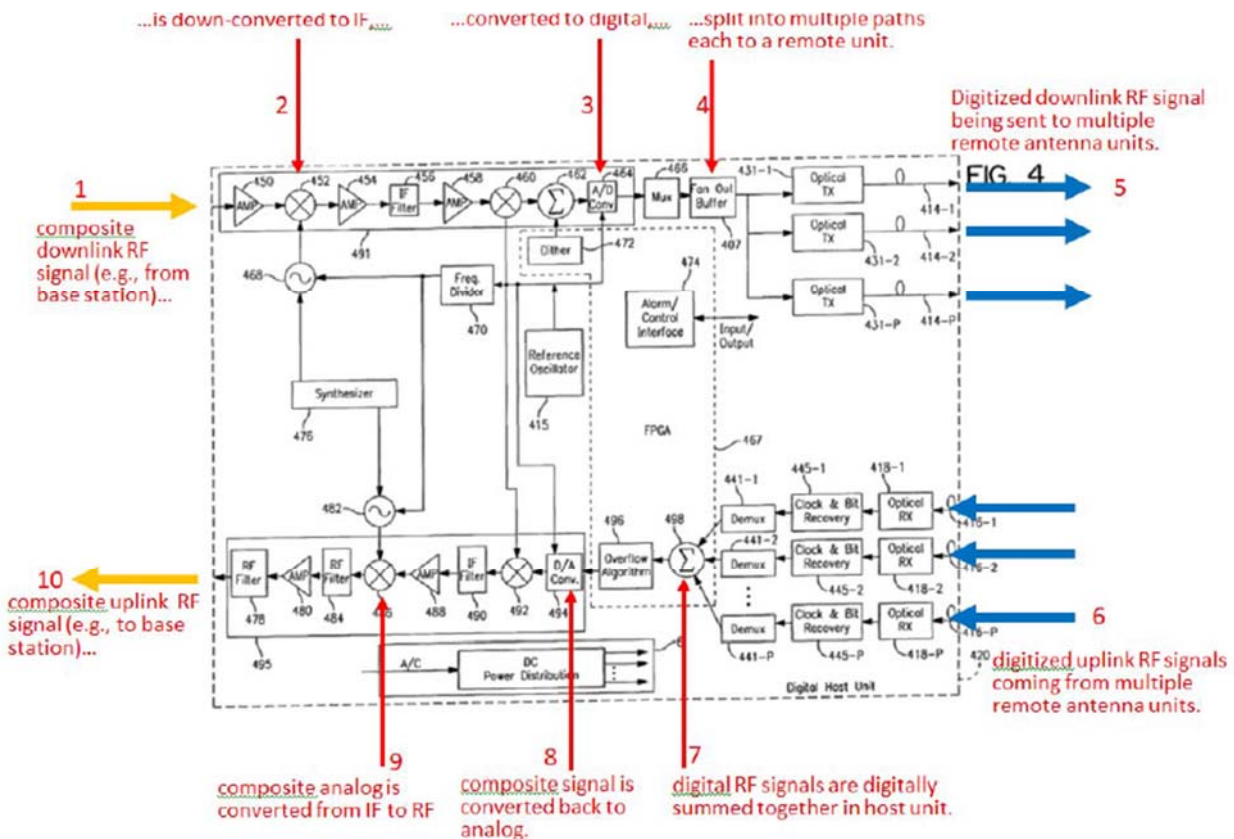 ...is down-converted to IF,...
...converted to digital,...
...split into multiple paths
each to a remote unit.
2
3
4
Digitized downlink RF signal
being sent to multiple
remote antenna units.
1
composite
downlink RF
signal (e.g., from
base station)...
450
452
454
456
458
460
462
464
466
431-1
FIG. 4
5
AMP
AMP
IF
Filter
AMP
Σ
A/D
Conv.
Mux
Fan Out
Buffer
Optical
TX
414-1
491
Dither
472
407
Optical
TX
431-2
414-2
468
Freq.
Divider
470
474
Alarm/
Control
Interface
Input/
Output
Optical
TX
431-P
414-P
Reference
Oscillator
415
Synthesizer
476
FPGA
467
482
496
498
441-1
445-1
418-1
Demux
Clock & Bit
Recovery
Optical
RX
416-1
10
composite uplink RF
signal (e.g., to base
station)...
RF
Filter
478
AMP
480
RF
Filter
484
AMP
488
IF
Filter
490
492
D/A
Conv.
494
Overflow
Algorithm
Σ
441-2
Demux
Clock & Bit
Recovery
445-2
Optical
RX
418-2
416-2
Demux
441-P
Clock & Bit
Recovery
445-P
Optical
RX
418-P
416-P
6
495
A/C
DC
Power Distribution
420
Digital Host Unit
digitized uplink RF signals
coming from multiple
remote antenna units.
9
composite analog is
converted from IF to RF
8
composite signal is
converted back to
analog.
7
digital RF signals are digitally
summed together in host unit.